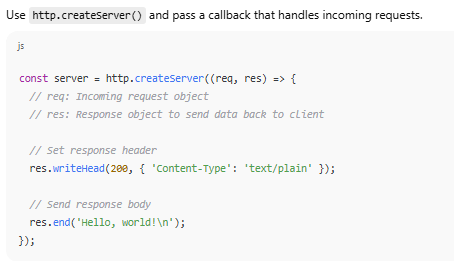 Use http.createServer() and pass a callback that handles incoming requests.
js
const server = http.createServer((req, res) => {
  // req: Incoming request object
  // res: Response object to send data back to client
  // Set response header
  res.writeHead(200, { 'Content-Type': 'text/plain' });
  // Send response body
  res.end('Hello, world!\n');
});